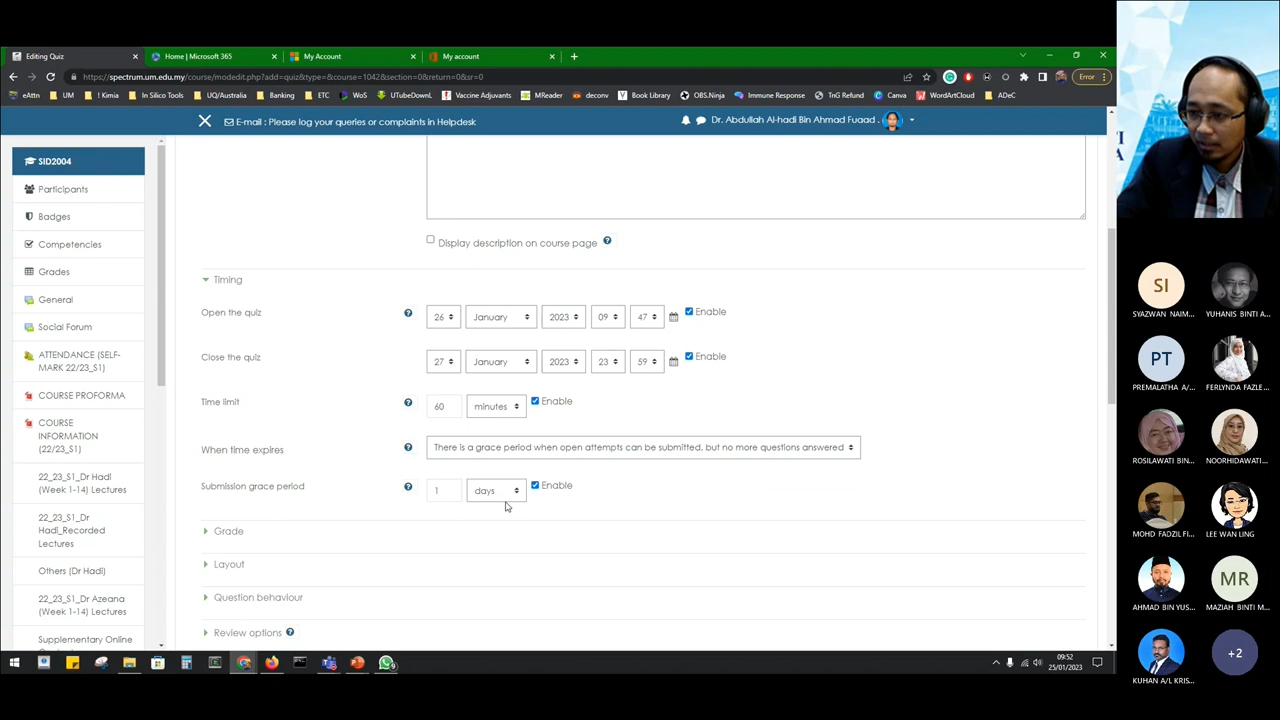 Editing Quiz
Home | Microsoft 365
My Account
My account
https://spectrum.um.edu.my/course/modedit.php?add=quiz&type=&course=1042&section=0&return=0&sr=0
Error
eAttn
UM
! Kimia
In Silico Tools
UQ/Australia
Banking
ETC
WoS
UTubeDownL
Vaccine Adjuvants
MReader
deconv
Book Library
OBS.Ninja
Immune Response
TnG Refund
Canva
WordArtCloud
ADeC
E-mail : Please log your queries or complaints in Helpdesk
Dr. Abdullah Al-hadi Bin Ahmad Fuaad .
SID2004
Participants
Badges
Competencies
Grades
General
Social Forum
ATTENDANCE (SELF-
MARK 22/23_S1)
COURSE PROFORMA
COURSE
INFORMATION
(22/23_S1)
22_23_S1_Dr Hadi
(Week 1-14) Lectures
22_23_S1_Dr
Hadi_Recorded
Lectures
Others (Dr Hadi)
22_23_S1_Dr Azeana
(Week 1-14) Lectures
Supplementary Online
Display description on course page
Timing
Open the quiz
26 January 2023 09 47 Enable
Close the quiz
27 January 2023 23 59 Enable
Time limit
60 minutes Enable
When time expires
There is a grace period when open attempts can be submitted, but no more questions answered
Submission grace period
1 days Enable
Grade
Layout
Question behaviour
Review options
SI
SYAZWAN NAIM...
YUHANIS BINTI A...
PT
PREMALATHA A/...
FERLYNDA FAZLE...
ROSILAWATI BIN...
NOORHIDAWATI...
MOHD FADZIL FI...
LEE WAN LING
MR
AHMAD BIN YUS...
MAZIAH BINTI M...
+2
KUHAN A/L KRIS...
09:52
25/01/2023